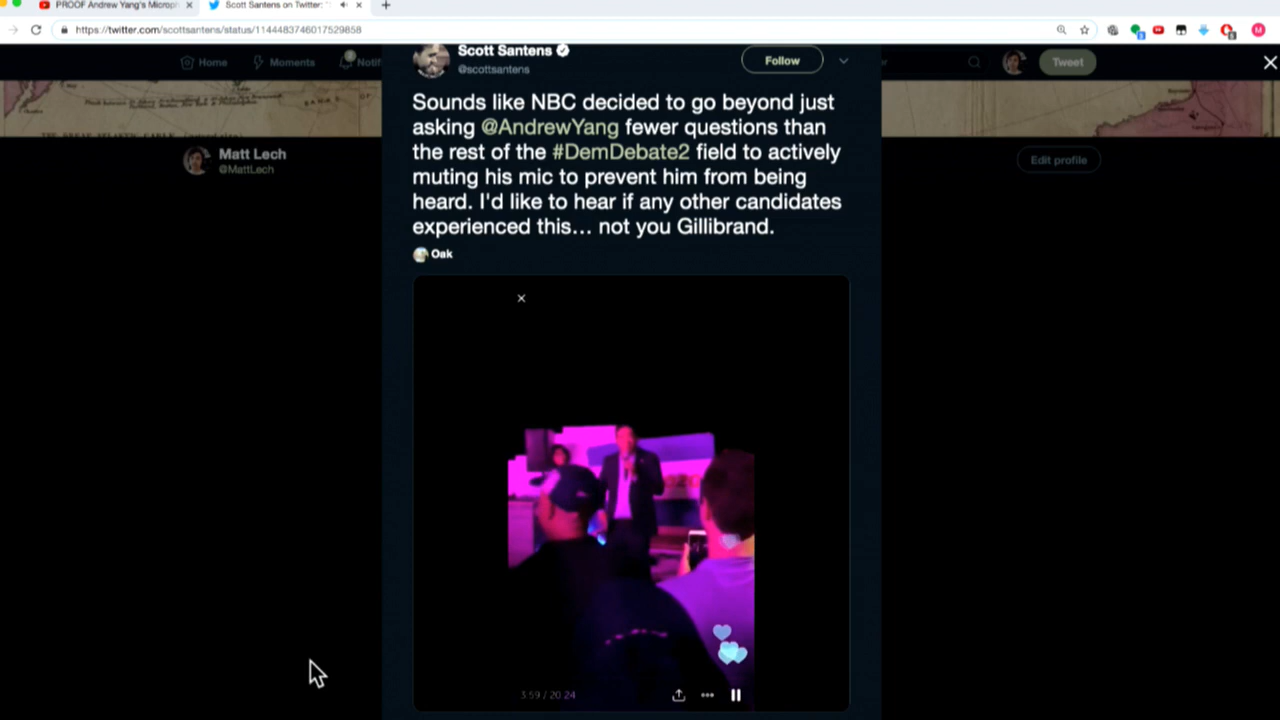 PROOF Andrew Yang's Microph
Scott Santens on Twitter: "
https://twitter.com/scottsantens/status/1144483746017529858
M
Home
Moments
Notif
Tweet
Scott Santens
@scottsantens
Follow
Sounds like NBC decided to go beyond just
asking @AndrewYang fewer questions than
the rest of the #DemDebate2 field to actively
muting his mic to prevent him from being
heard. I'd like to hear if any other candidates
experienced this... not you Gillibrand.
Oak
Matt Lech
@MattLech
Edit profile
3:59 / 20:24